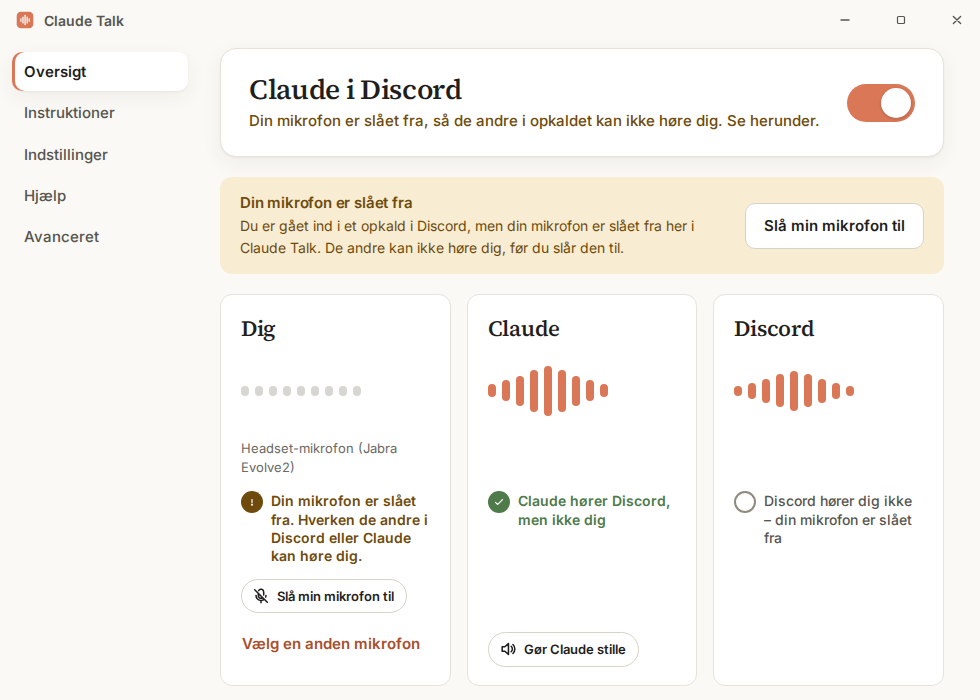 Claude Talk
Oversigt
Instruktioner
Indstillinger
Hjælp
Avanceret
Claude i Discord
Din mikrofon er slået fra, så de andre i opkaldet kan ikke høre dig. Se herunder.
Din mikrofon er slået fra
Du er gået ind i et opkald i Discord, men din mikrofon er slået fra her i
Claude Talk. De andre kan ikke høre dig, før du slår den til.
Slå min mikrofon til
Dig
Headset-mikrofon (Jabra
Evolve2)
Din mikrofon er slået
fra. Hverken de andre i
Discord eller Claude
kan høre dig.
Slå min mikrofon til
Vælg en anden mikrofon
Claude
Claude hører Discord,
men ikke dig
Gør Claude stille
Discord
Discord hører dig ikke
– din mikrofon er slået
fra